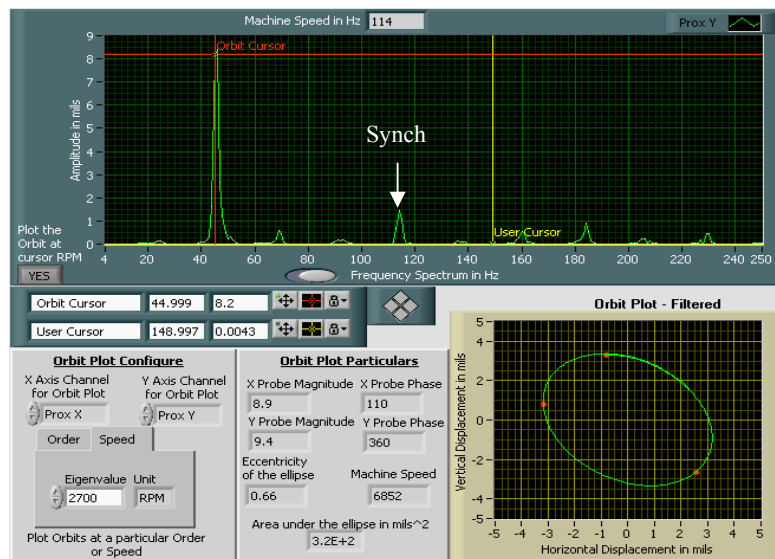 Machine Speed in Hz 114
Prox Y
Orbit Cursor
Amplitude in mils
9
8
7
6
5
4
3
2
1
0
Synch
User Cursor
Plot the
Orbit at
cursor RPM
YES
4 20 40 60 80 100 120 140 160 180 200 220 250
Frequency Spectrum in Hz
Orbit Cursor 44.999 8.2
User Cursor 148.997 0.0043
Orbit Plot Configure
X Axis Channel
for Orbit Plot
Prox X
Y Axis Channel
for Orbit Plot
Prox Y
Order Speed
Eigenvalue Unit
2700 RPM
Plot Orbits at a particular Order
or Speed
Orbit Plot Particulars
X Probe Magnitude X Probe Phase
8.9 110
Y Probe Magnitude Y Probe Phase
9.4 360
Eccentricity
of the ellipse
0.66
Machine Speed
6852
Area under the ellipse in mils^2
3.2E+2
Orbit Plot - Filtered
Vertical Displacement in mils
5
4
2
0
-2
-4
-5
-5 -4 -3 -2 -1 0 1 2 3 4 5
Horizontal Displacement in mils